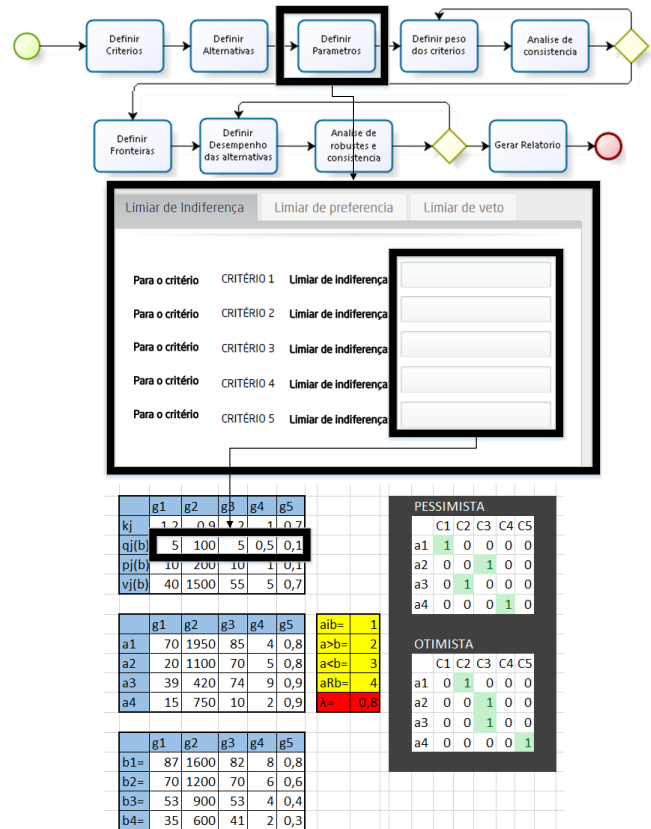 Definir Criterios
Definir Alternativas
Definir Parametros
Definir peso dos criterios
Analise de consistencia
Definir Fronteiras
Definir Desempenho das alternativas
Analise de robustes e consistencia
Gerar Relatorio
Limiar de Indiferença Limiar de preferencia Limiar de veto
Para o critério CRITÉRIO 1 Limiar de indiferença
Para o critério CRITÉRIO 2 Limiar de indiferença
Para o critério CRITÉRIO 3 Limiar de indiferença
Para o critério CRITÉRIO 4 Limiar de indiferença
Para o critério CRITÉRIO 5 Limiar de indiferença
g1 g2 g3 g4 g5
kj 1,2 0,9 1,2 1 0,7
qj(b) 5 100 5 0,5 0,1
pj(b) 10 200 10 1 0,1
vj(b) 40 1500 55 5 0,7
g1 g2 g3 g4 g5
a1 70 1950 85 4 0,8
a2 20 1100 70 5 0,8
a3 39 420 74 9 0,9
a4 15 750 10 2 0,9
aib= 1
a>b= 2
a<b= 3
aRb= 4
λ= 0,8
g1 g2 g3 g4 g5
b1= 87 1600 82 8 0,8
b2= 70 1200 70 6 0,6
b3= 53 900 53 4 0,4
b4= 35 600 41 2 0,3
PESSIMISTA
C1 C2 C3 C4 C5
a1 1 0 0 0 0
a2 0 0 1 0 0
a3 0 1 0 0 0
a4 0 0 0 1 0
OTIMISTA
C1 C2 C3 C4 C5
a1 0 1 0 0 0
a2 0 0 1 0 0
a3 0 0 1 0 0
a4 0 0 0 0 1